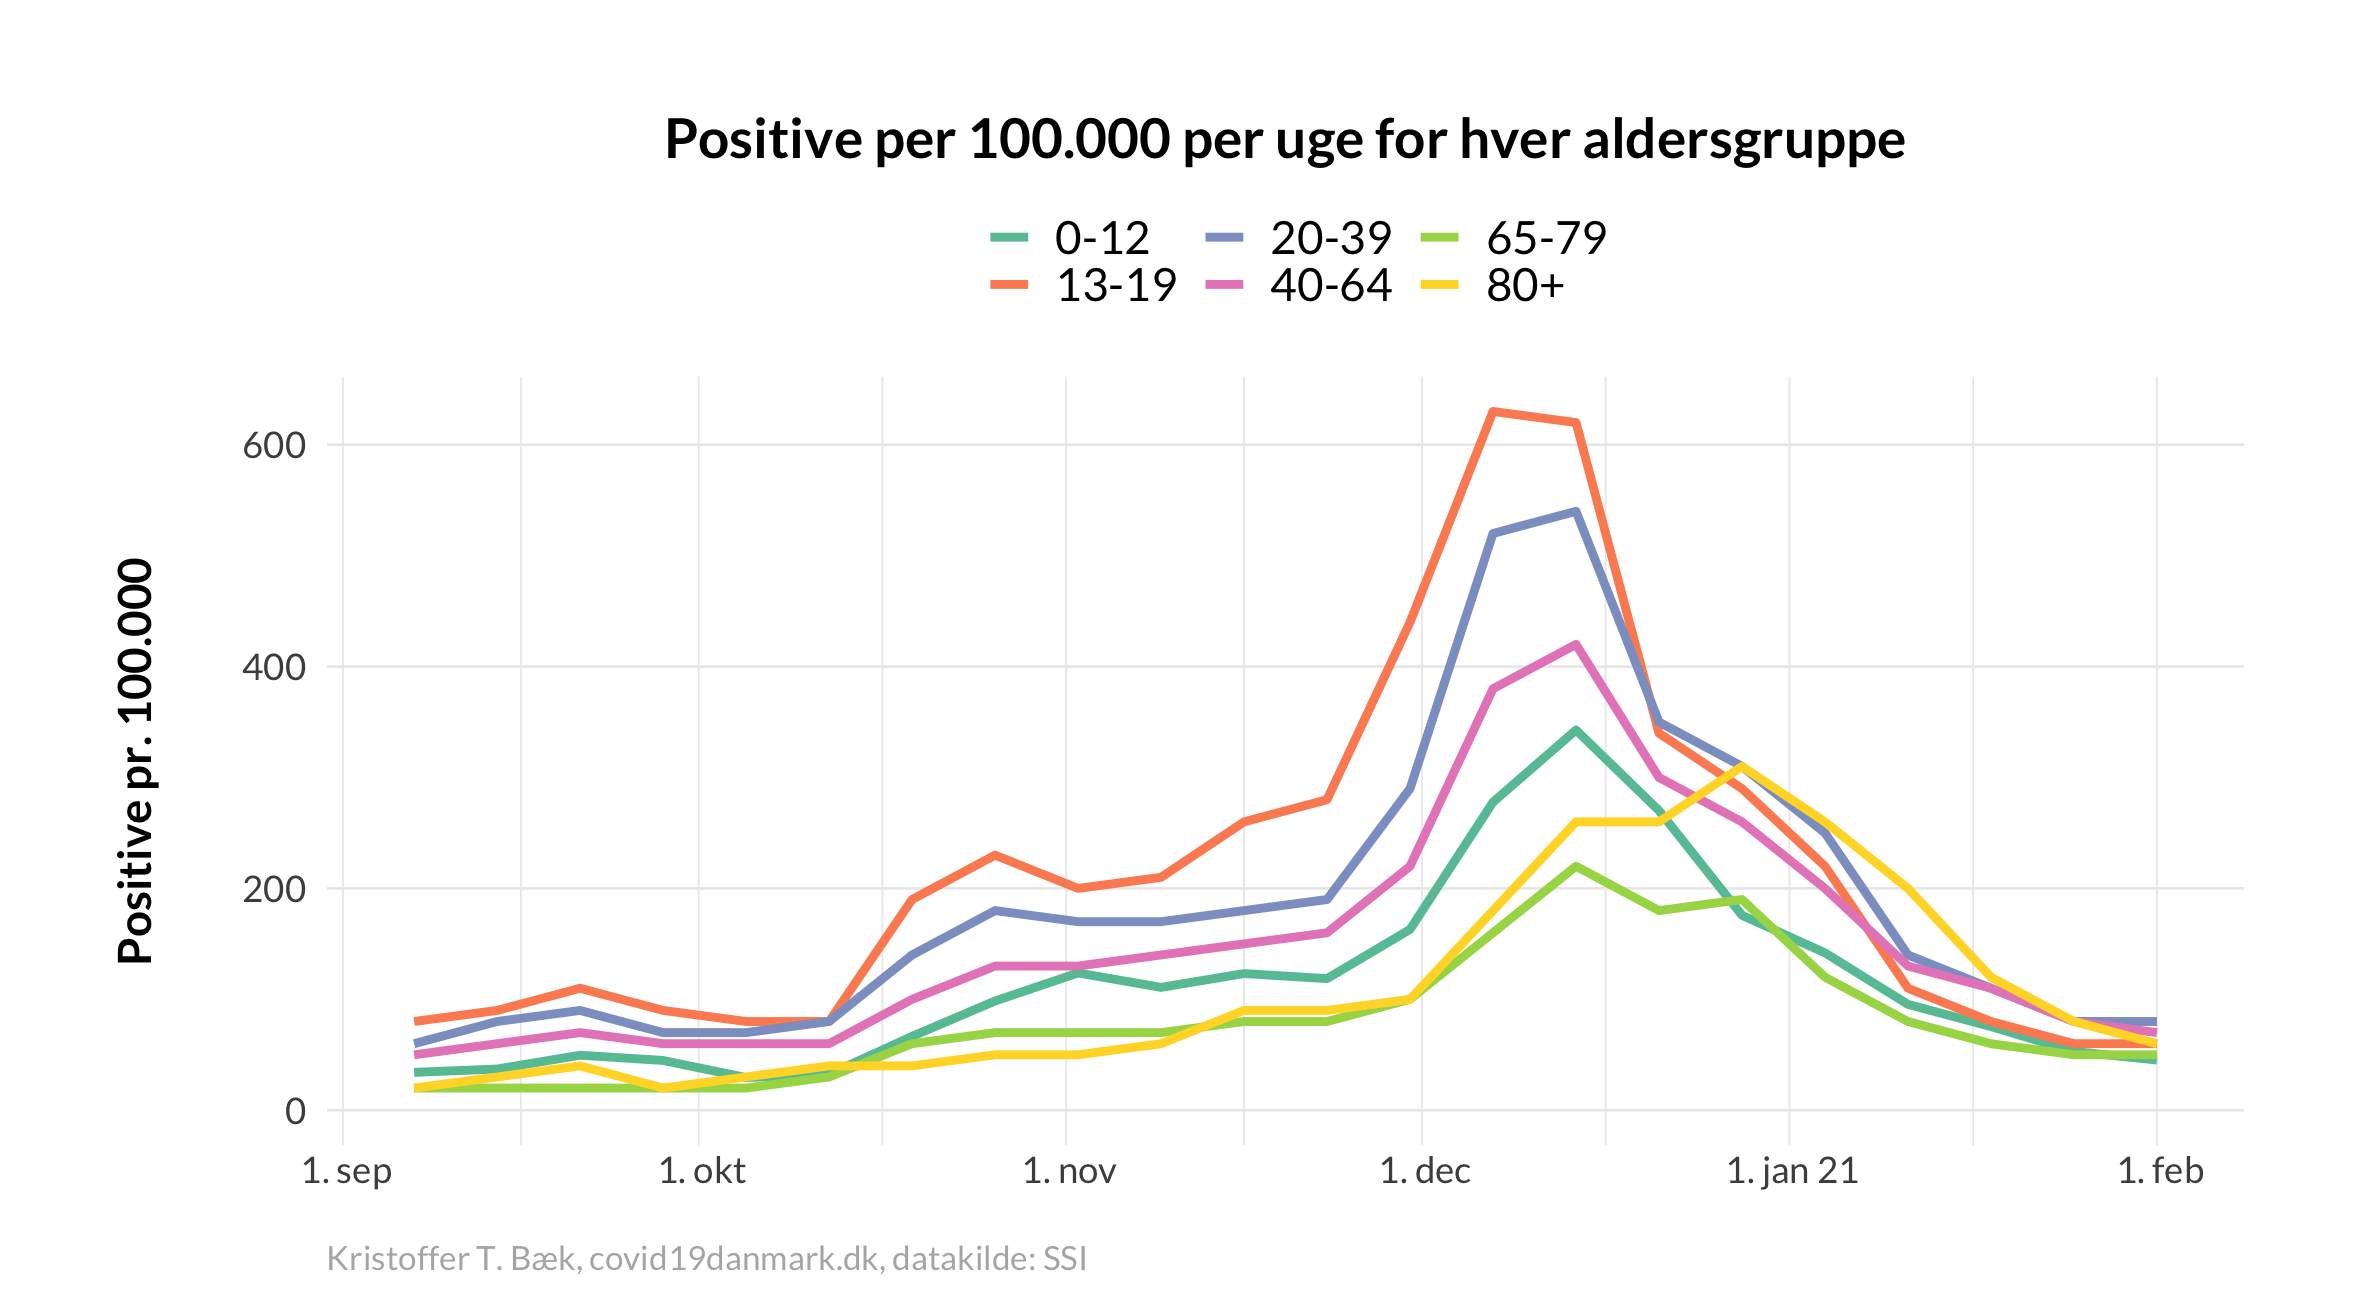 Positive per 100.000 per uge for hver aldersgruppe
0-12 20-39 65-79
13-19 40-64 80+
Positive pr. 100.000
600
400
200
0
1. sep 1. okt 1. nov 1. dec 1. jan 21 1. feb
Kristoffer T. Bæk, covid19danmark.dk, datakilde: SSI